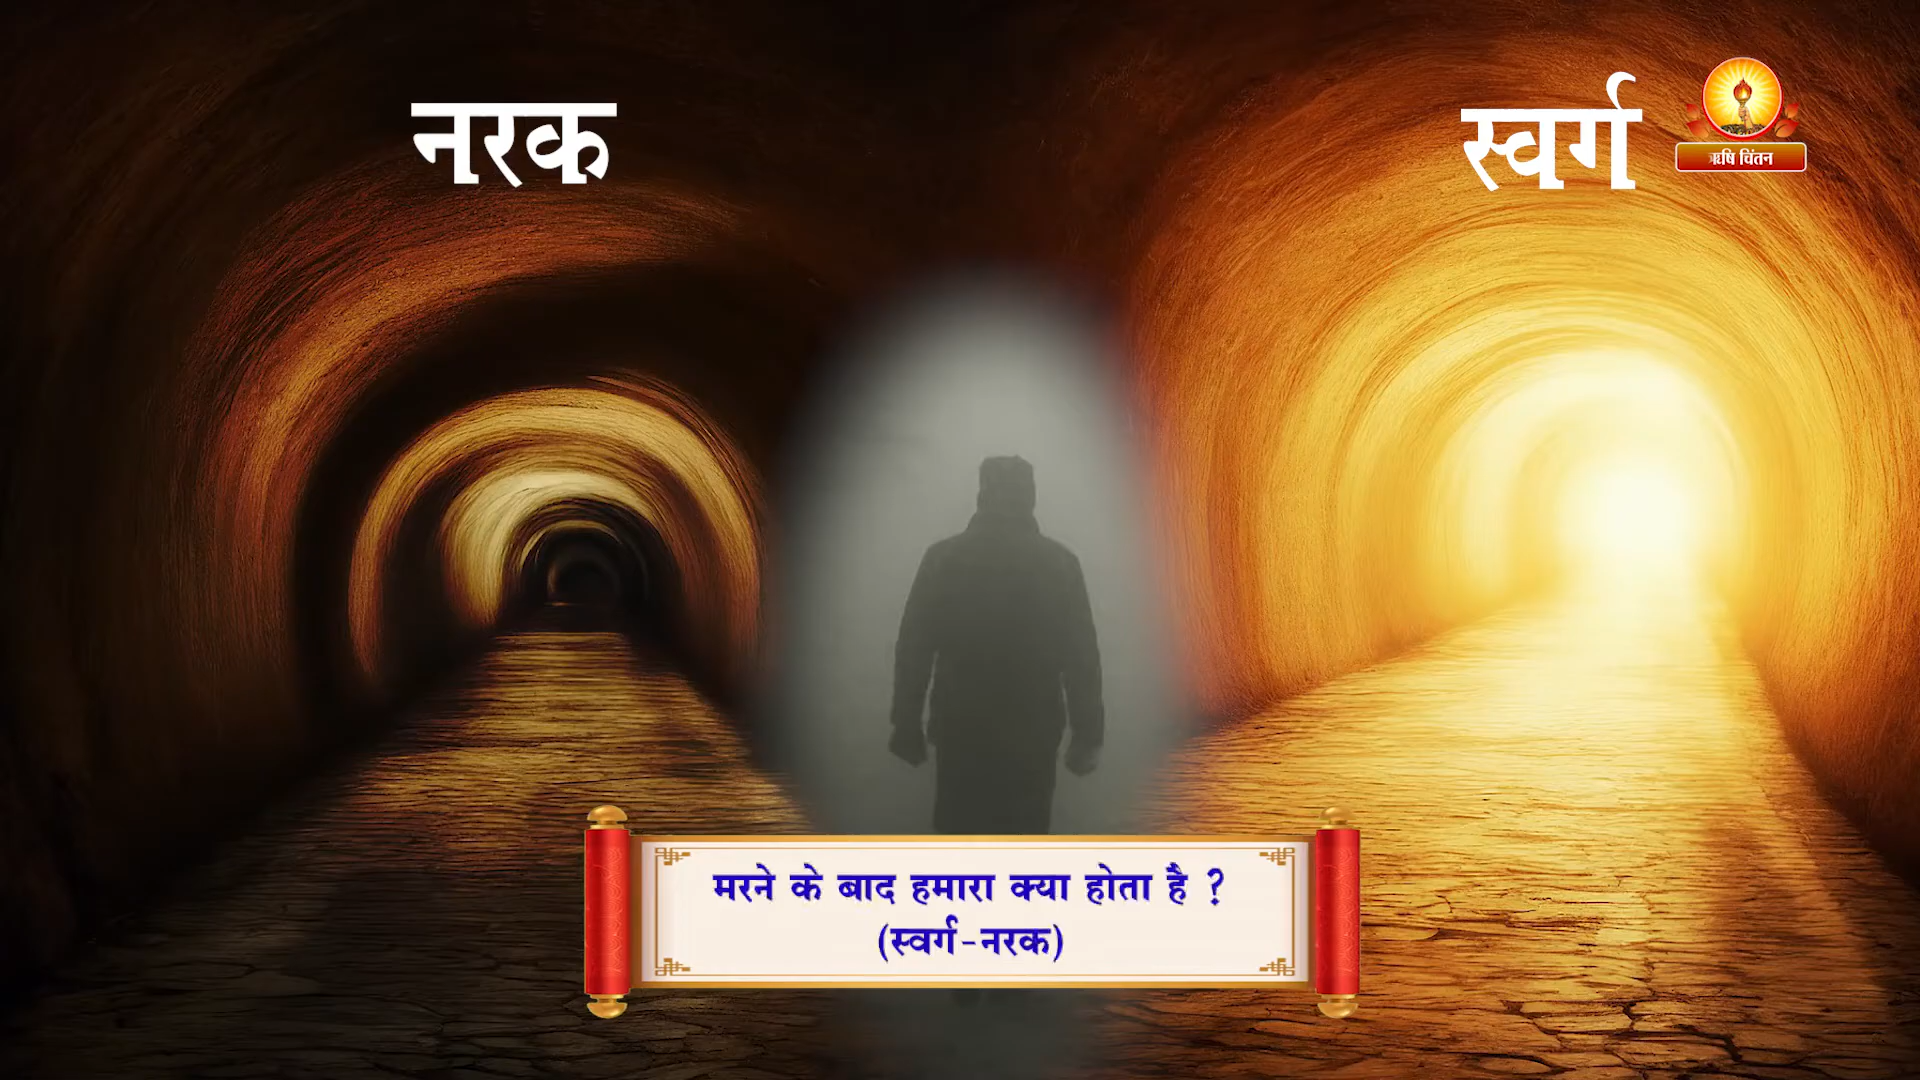 नरक
स्वर्ग
ऋषि चिंतन
मरने के बाद हमारा क्या होता है ?
(स्वर्ग-नरक)